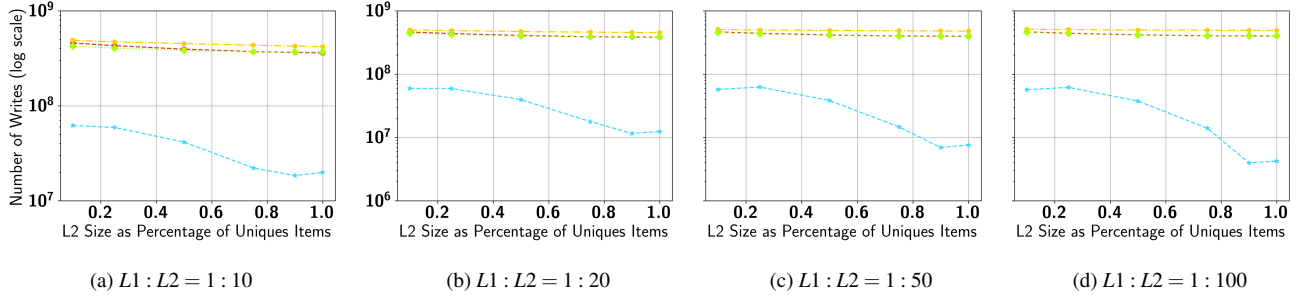 Number of Writes (log scale)
10⁹
10⁸
10⁷
0.2 0.4 0.6 0.8 1.0
L2 Size as Percentage of Uniques Items
(a) L1 : L2 = 1 : 10
10⁹
10⁸
10⁷
10⁶
0.2 0.4 0.6 0.8 1.0
L2 Size as Percentage of Uniques Items
(b) L1 : L2 = 1 : 20
0.2 0.4 0.6 0.8 1.0
L2 Size as Percentage of Uniques Items
(c) L1 : L2 = 1 : 50
0.2 0.4 0.6 0.8 1.0
L2 Size as Percentage of Uniques Items
(d) L1 : L2 = 1 : 100